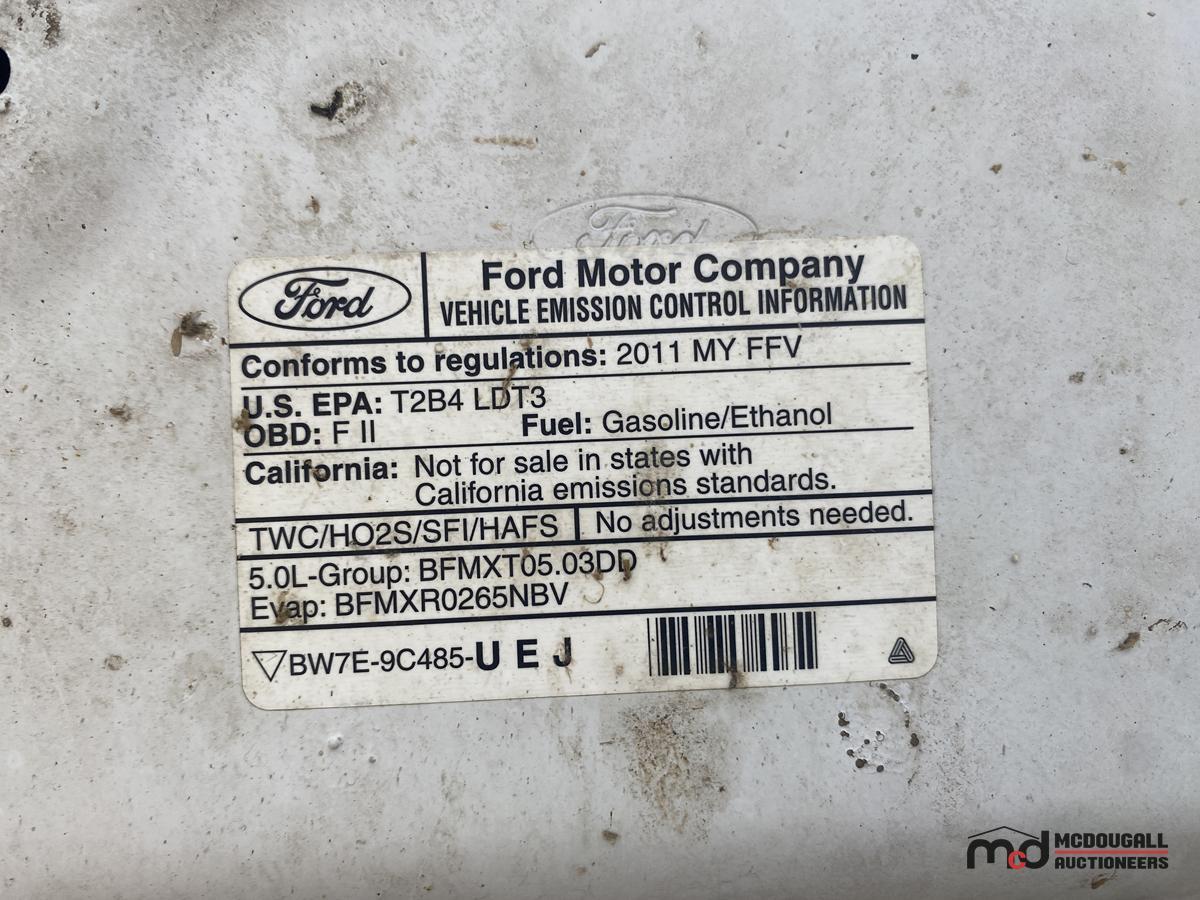 Ford
Ford
Ford Motor Company
VEHICLE EMISSION CONTROL INFORMATION
Conforms to regulations: 2011 MY FFV
U.S. EPA: T2B4 LDT3
OBD: F II Fuel: Gasoline/Ethanol
California: Not for sale in states with
California emissions standards.
TWC/HO2S/SFI/HAFS No adjustments needed.
5.0L-Group: BFMXT05.03DD
Evap: BFMXR0265NBV
BW7E-9C485-U E J
mcd MCDOUGALL
AUCTIONEERS